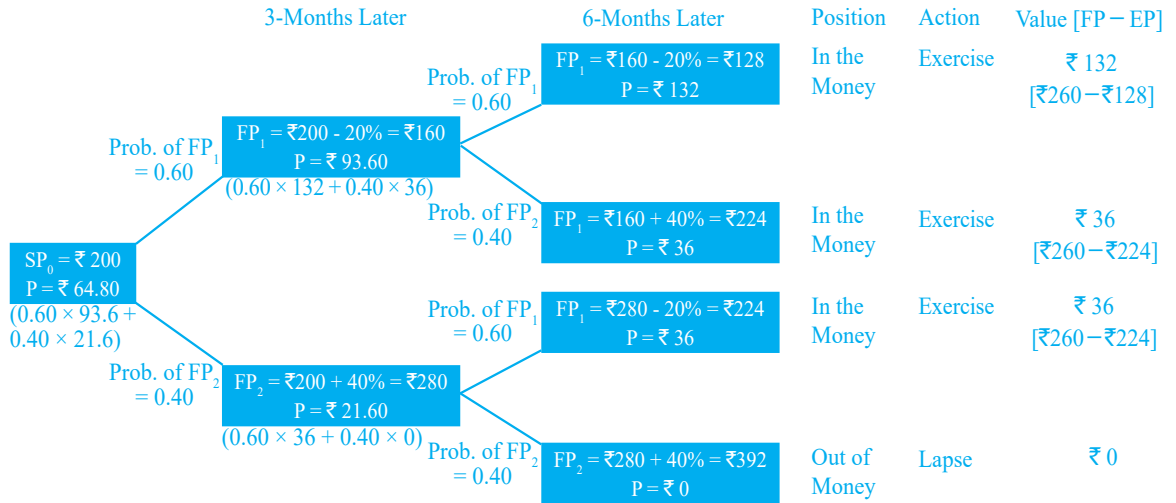 3-Months Later 6-Months Later Position Action Value [FP − EP]
FP₁ = ₹160 - 20% = ₹128
P = ₹ 132
In the
Money
Exercise
₹ 132
[₹260−₹128]
Prob. of FP₁
= 0.60
Prob. of FP₁
= 0.60
FP₁ = ₹200 - 20% = ₹160
P = ₹ 93.60
(0.60 × 132 + 0.40 × 36)
Prob. of FP₂
= 0.40
FP₁ = ₹160 + 40% = ₹224
P = ₹ 36
In the
Money
Exercise
₹ 36
[₹260−₹224]
SP₀ = ₹ 200
P = ₹ 64.80
(0.60 × 93.6 +
0.40 × 21.6)
Prob. of FP₁
= 0.60
FP₁ = ₹280 - 20% = ₹224
P = ₹ 36
In the
Money
Exercise
₹ 36
[₹260−₹224]
Prob. of FP₂
= 0.40
FP₂ = ₹200 + 40% = ₹280
P = ₹ 21.60
(0.60 × 36 + 0.40 × 0)
Prob. of FP₂
= 0.40
FP₂ = ₹280 + 40% = ₹392
P = ₹ 0
Out of
Money
Lapse
₹ 0